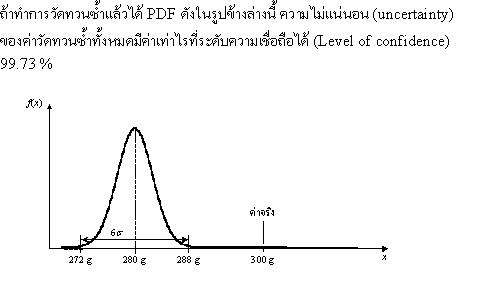 ถ้าทำการวัดทวนซ้ำแล้วได้ PDF ดังในรูปข้างล่างนี้ ความไม่แน่นอน (uncertainty)
ของค่าวัดทวนซ้ำทั้งหมดมีค่าเท่าไรที่ระดับความเชื่อถือได้ (Level of confidence)
99.73 %
f(x)
ค่าจริง
6σ
272 g 280 g 288 g 300 g x